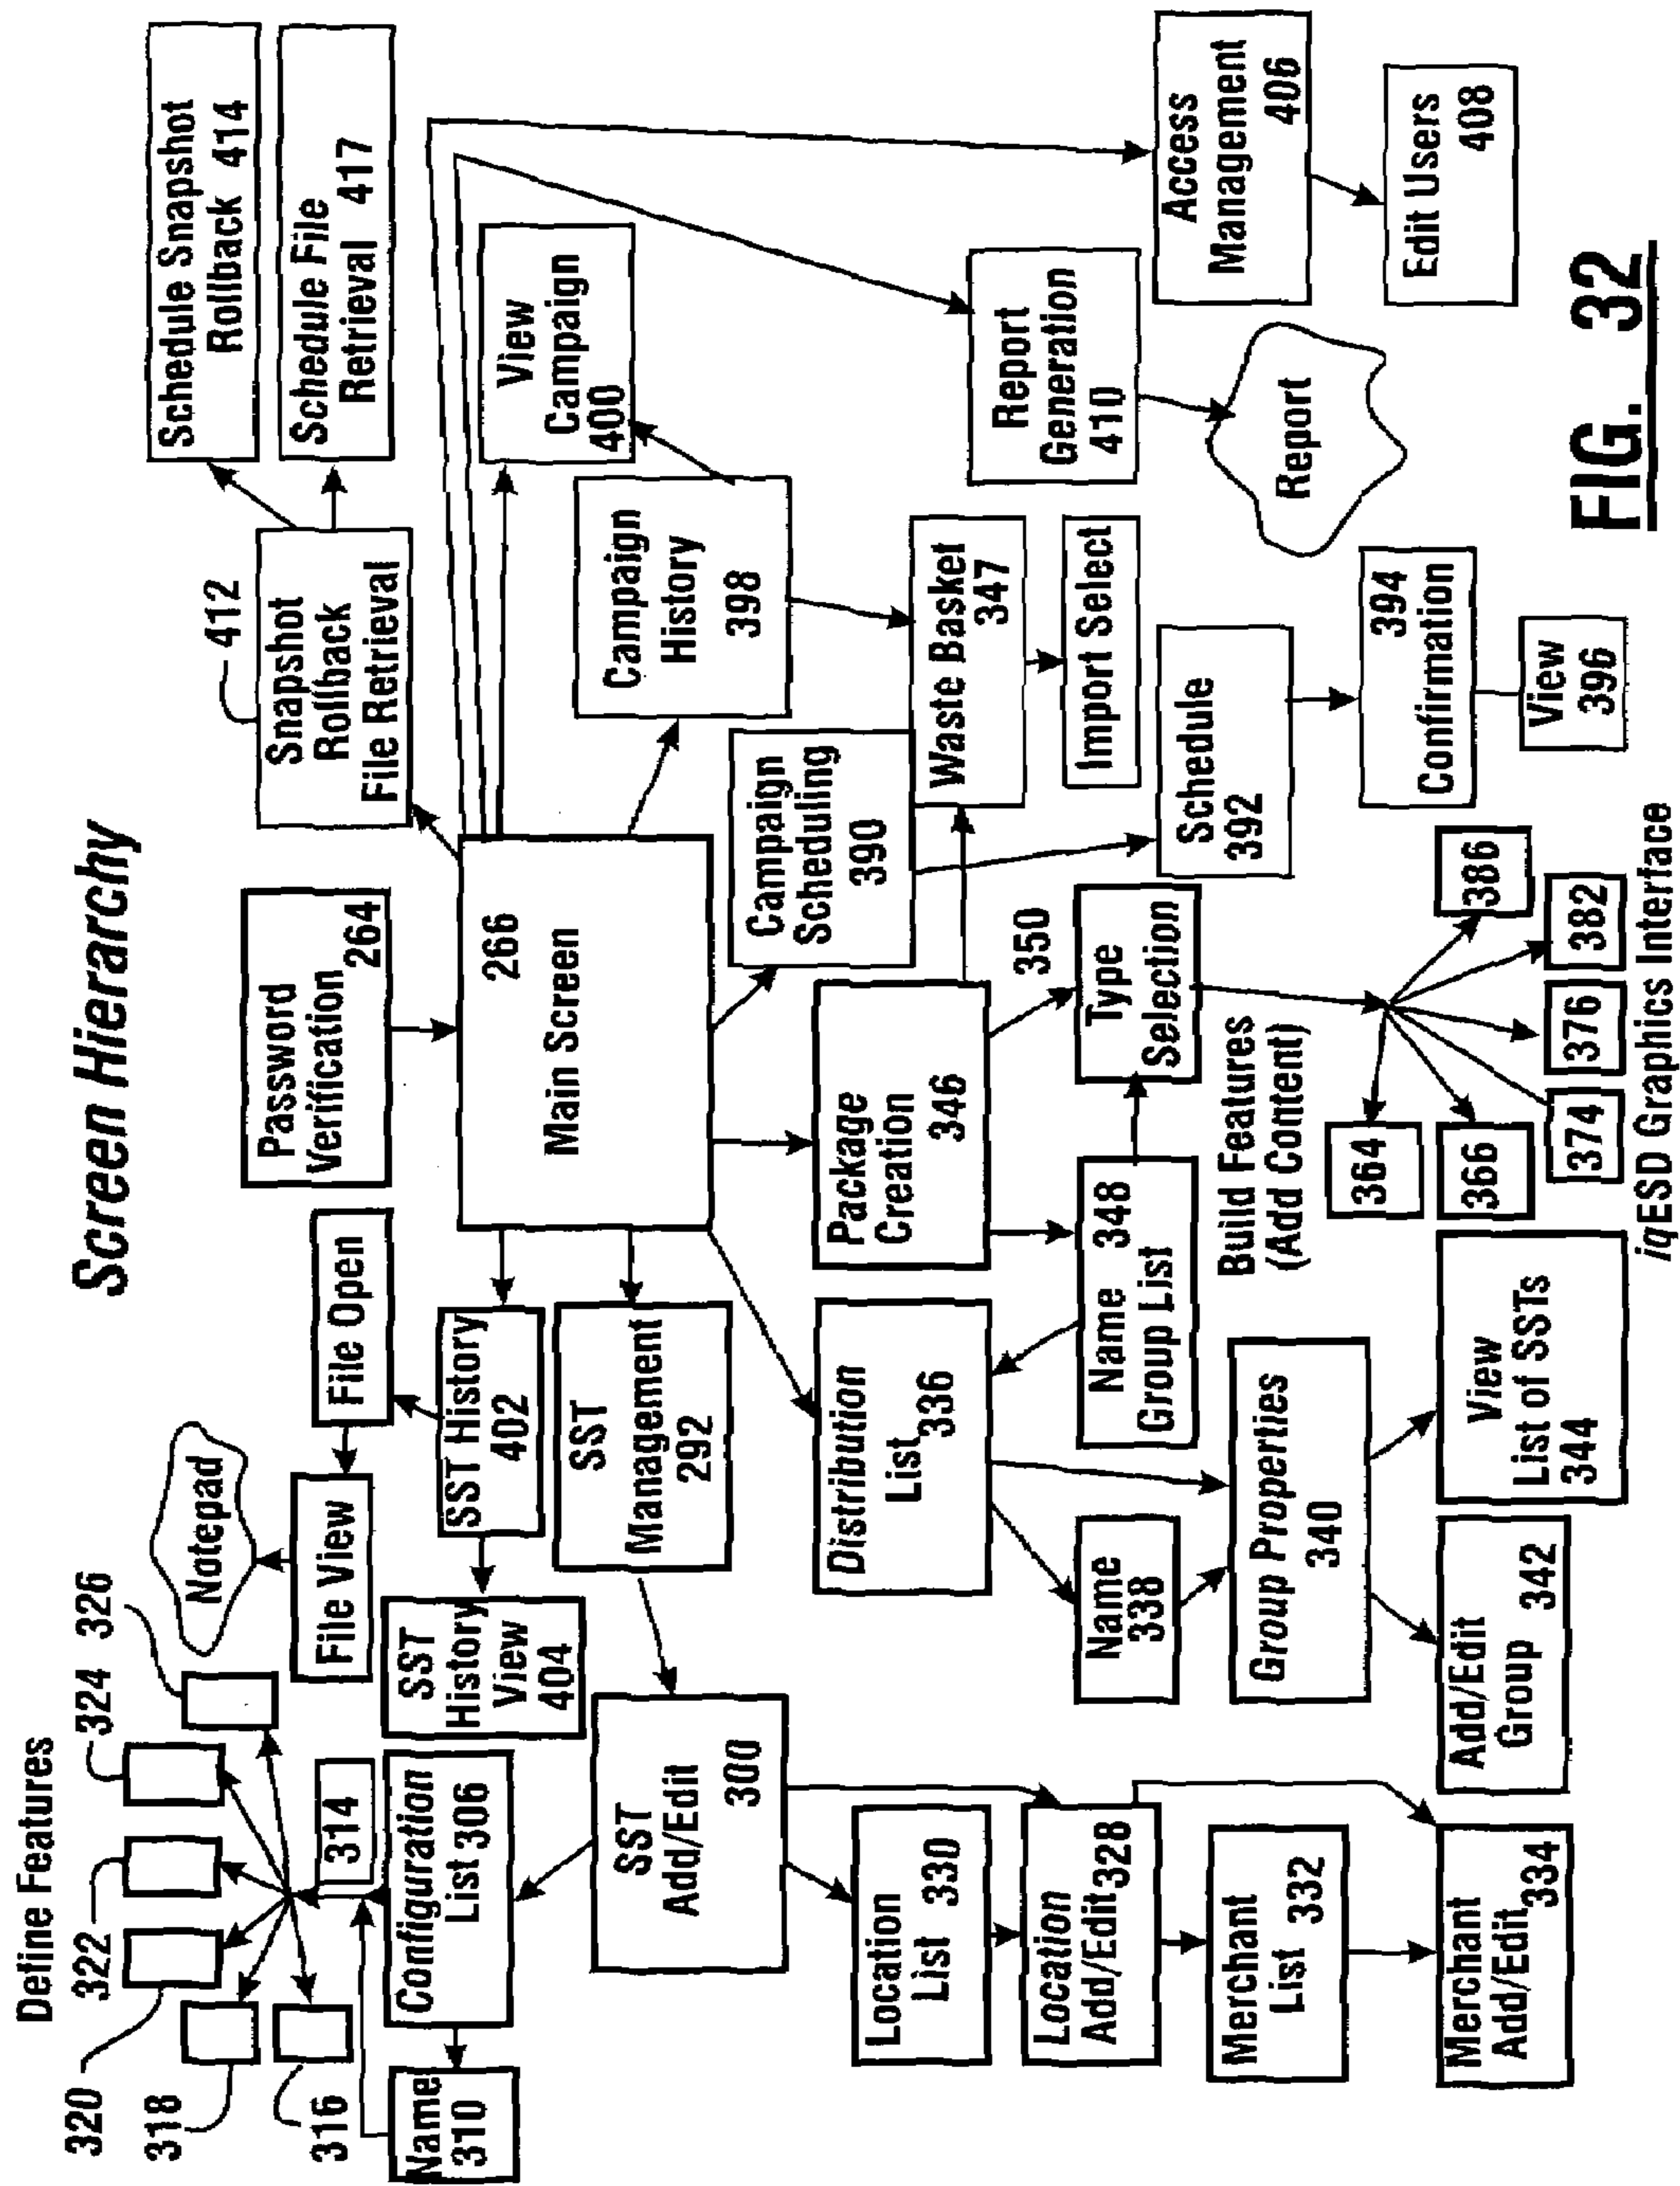 Screen Hierarchy
Define Features
320
322
324
326
318
316
314
Name
310
Configuration
List 306
Notepad
File View
File Open
SST
History
View
404
SST History
402
SST
Management
292
SST
Add/Edit
300
Password
Verification
264
266
Main Screen
412
Snapshot
Rollback
File Retrieval
Schedule Snapshot
Rollback 414
Schedule File
Retrieval 417
View
Campaign
400
Campaign
History
398
Campaign
Scheduling
390
Location
List 330
Location
Add/Edit 328
Merchant
List 332
Merchant
Add/Edit 334
Distribution
List 336
Name
338
Group Properties
340
Add/Edit
Group 342
View
List of SSTs
344
Package
Creation
346
Name 348
Group List
350
Type
Selection
Build Features
(Add Content)
364
366
374
376
382
386
iqESD Graphics Interface
Waste Basket
347
Import Select
Schedule
392
394
Confirmation
View
396
Report
Generation
410
Report
Access
Management
406
Edit Users
408
FIG. 32